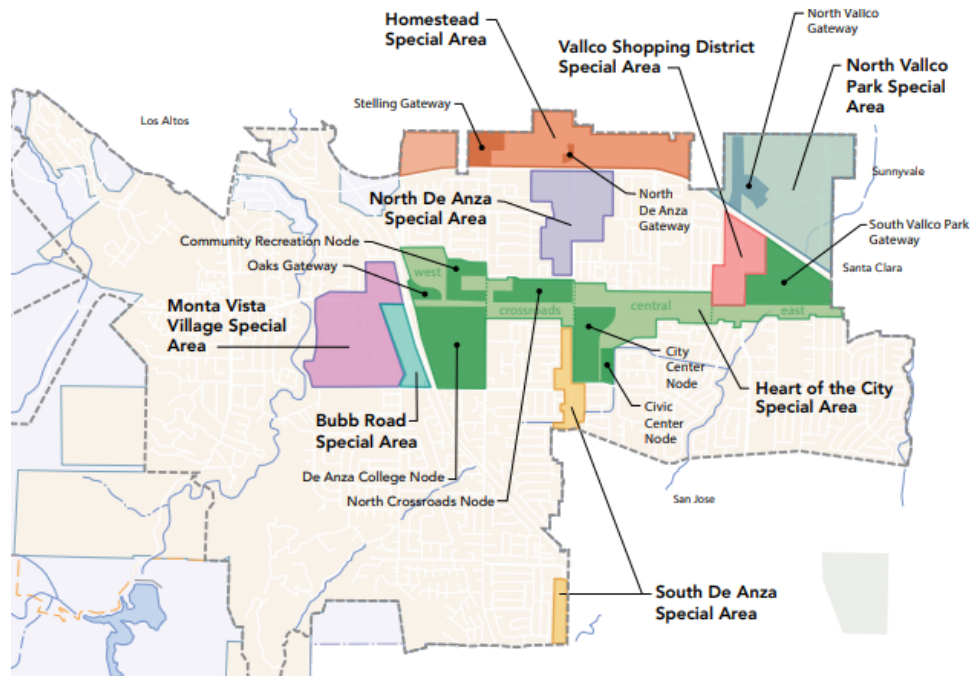 Homestead
Special Area
North Vallco
Gateway
Vallco Shopping District
Special Area
North Vallco
Park Special
Area
Stelling Gateway
Los Altos
Sunnyvale
North De Anza
Special Area
North
De Anza
Gateway
South Vallco Park
Gateway
Community Recreation Node
Oaks Gateway
Santa Clara
west
Monta Vista
Village Special
Area
crossroads
central
east
City
Center
Node
Heart of the City
Special Area
Bubb Road
Special Area
Civic
Center
Node
De Anza College Node
North Crossroads Node
San Jose
South De Anza
Special Area